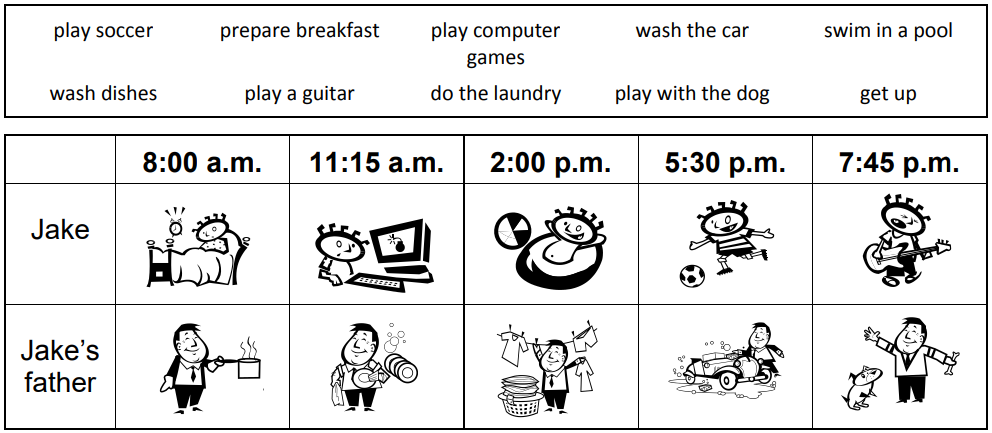 play soccer prepare breakfast play computer wash the car swim in a pool
games
wash dishes play a guitar do the laundry play with the dog get up
8:00 a.m. 11:15 a.m. 2:00 p.m. 5:30 p.m. 7:45 p.m.
Jake
Jake's
father